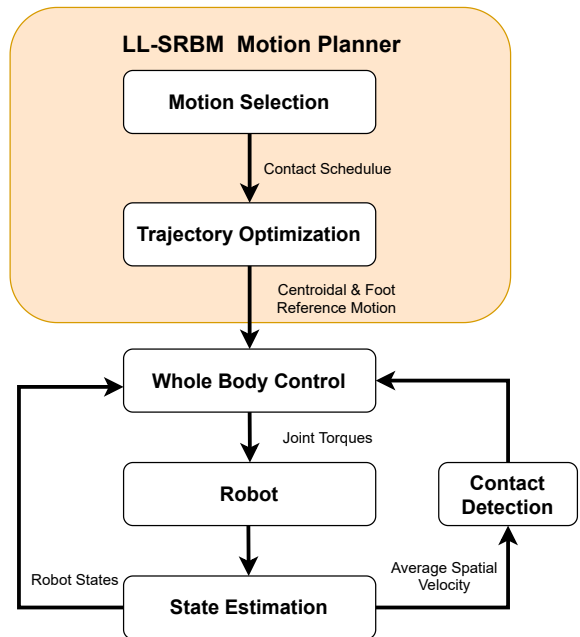 LL-SRBM Motion Planner
Motion Selection
Contact Schedulue
Trajectory Optimization
Centroidal & Foot
Reference Motion
Whole Body Control
Joint Torques
Robot
Contact
Detection
Robot States
Average Spatial
Velocity
State Estimation